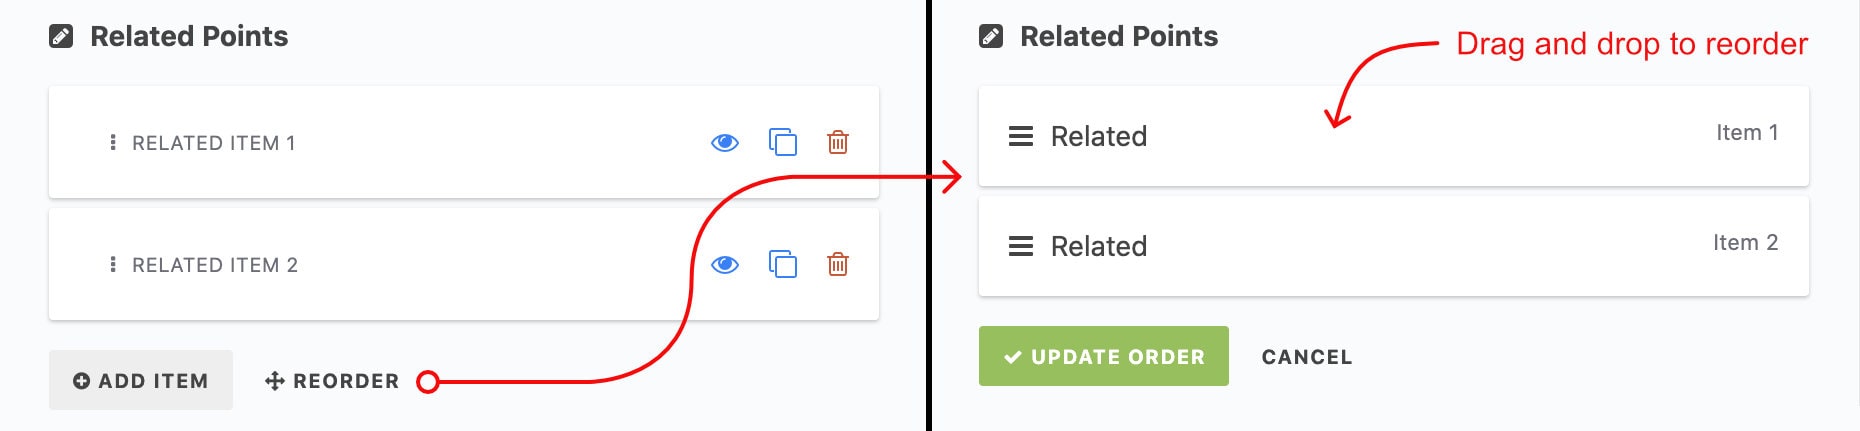 Related Points
RELATED ITEM 1
RELATED ITEM 2
ADD ITEM
REORDER
Related Points
Drag and drop to reorder
Related
Item 1
Related
Item 2
UPDATE ORDER
CANCEL